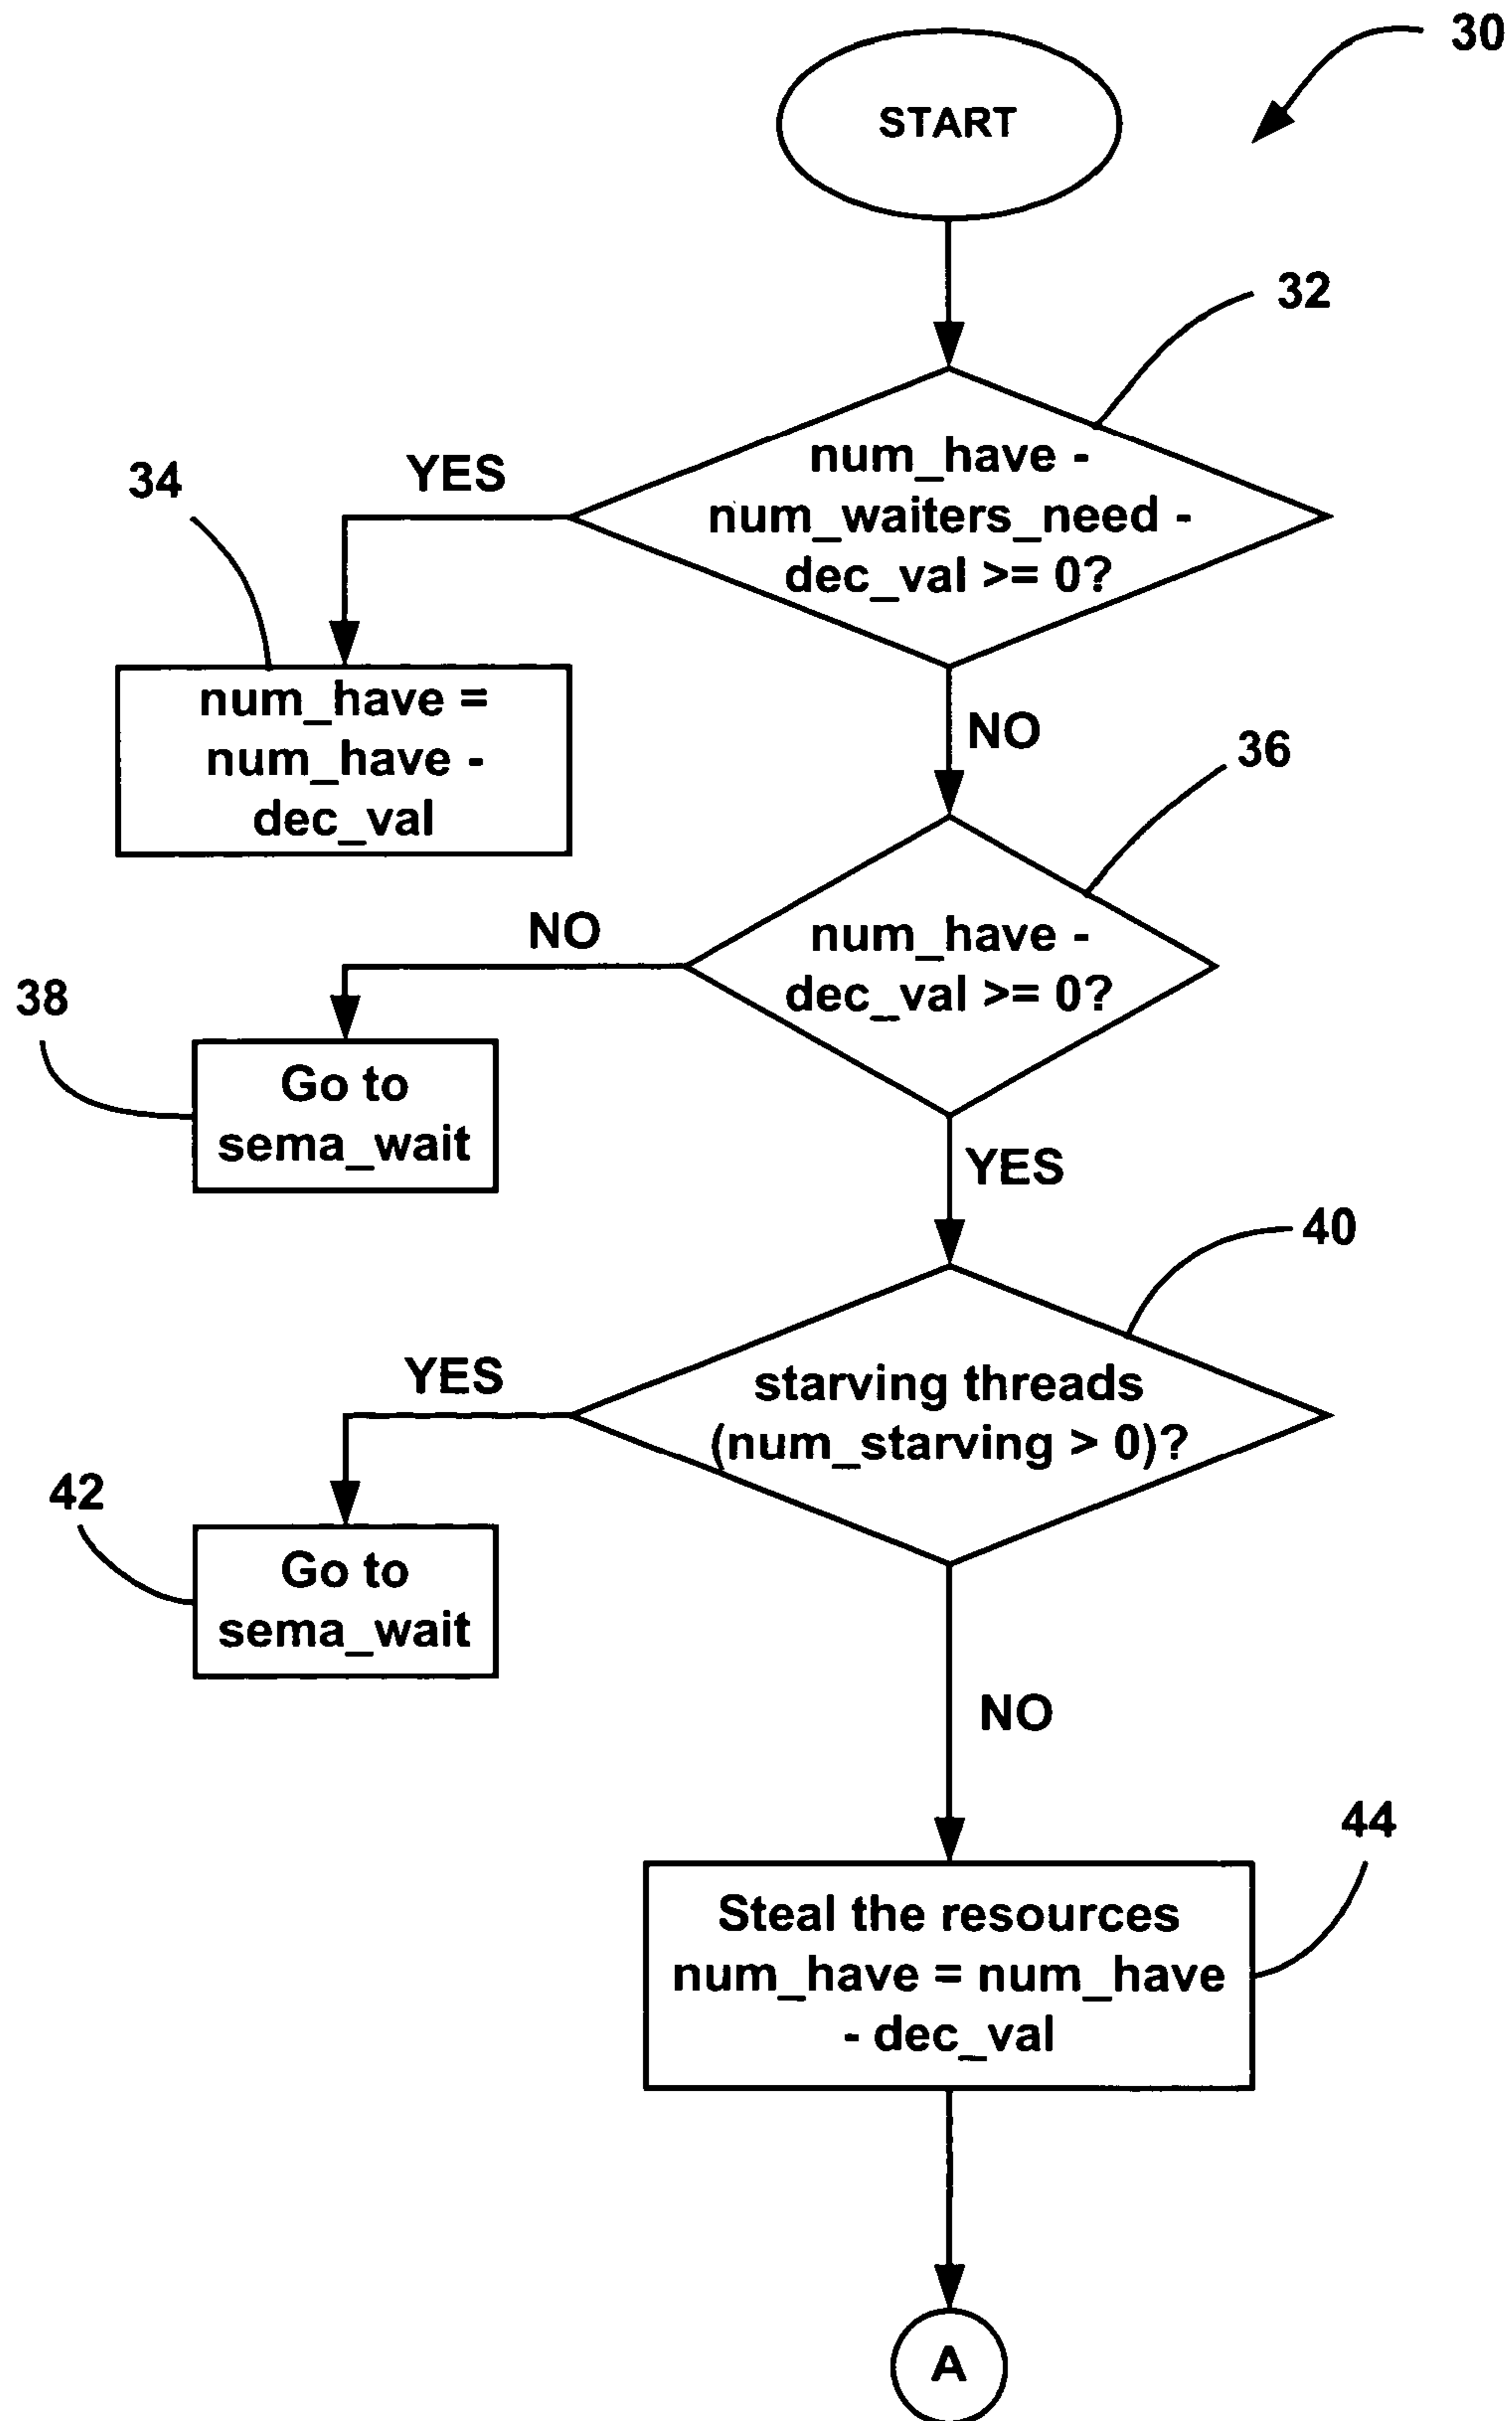 30
START
32
num_have -
num_waiters_need -
dec_val >= 0?
YES
34
num_have =
num_have -
dec_val
NO
36
num_have -
dec_val >= 0?
NO
38
Go to
sema_wait
YES
40
starving threads
(num_starving > 0)?
YES
42
Go to
sema_wait
NO
44
Steal the resources
num_have = num_have
- dec_val
A